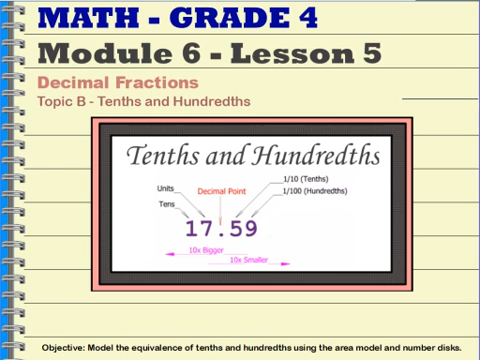 MATH - GRADE 4
Module 6 - Lesson 5
Decimal Fractions
Topic B - Tenths and Hundredths
Tenths and Hundredths
1/10 (Tenths)
Units
Decimal Point
1/100 (Hundredths)
Tens
17.59
10x Bigger
10x Smaller
Objective: Model the equivalence of tenths and hundredths using the area model and number disks.